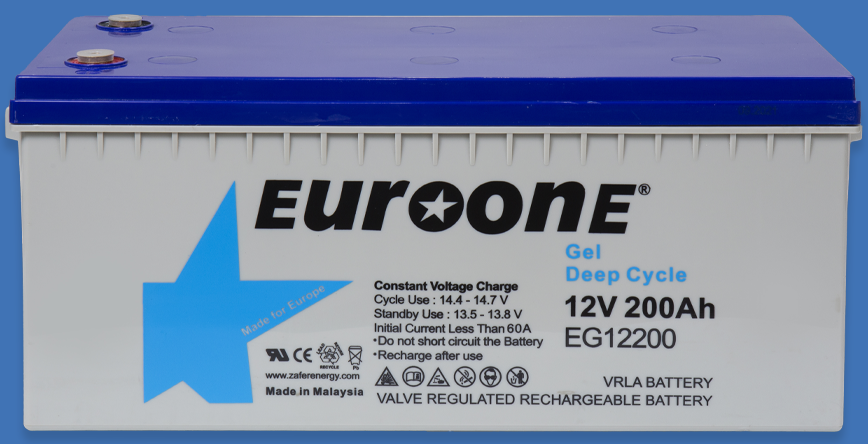 EUROONE®
Gel
Deep Cycle
12V 200Ah
EG12200
Made for Europe
Constant Voltage Charge
Cycle Use : 14.4 - 14.7 V
Standby Use : 13.5 - 13.8 V
Initial Current Less Than 60A
•Do not short circuit the Battery
•Recharge after use
CE
RECYCLE
Pb
www.zaferenergy.com
Made in Malaysia
VRLA BATTERY
VALVE REGULATED RECHARGEABLE BATTERY